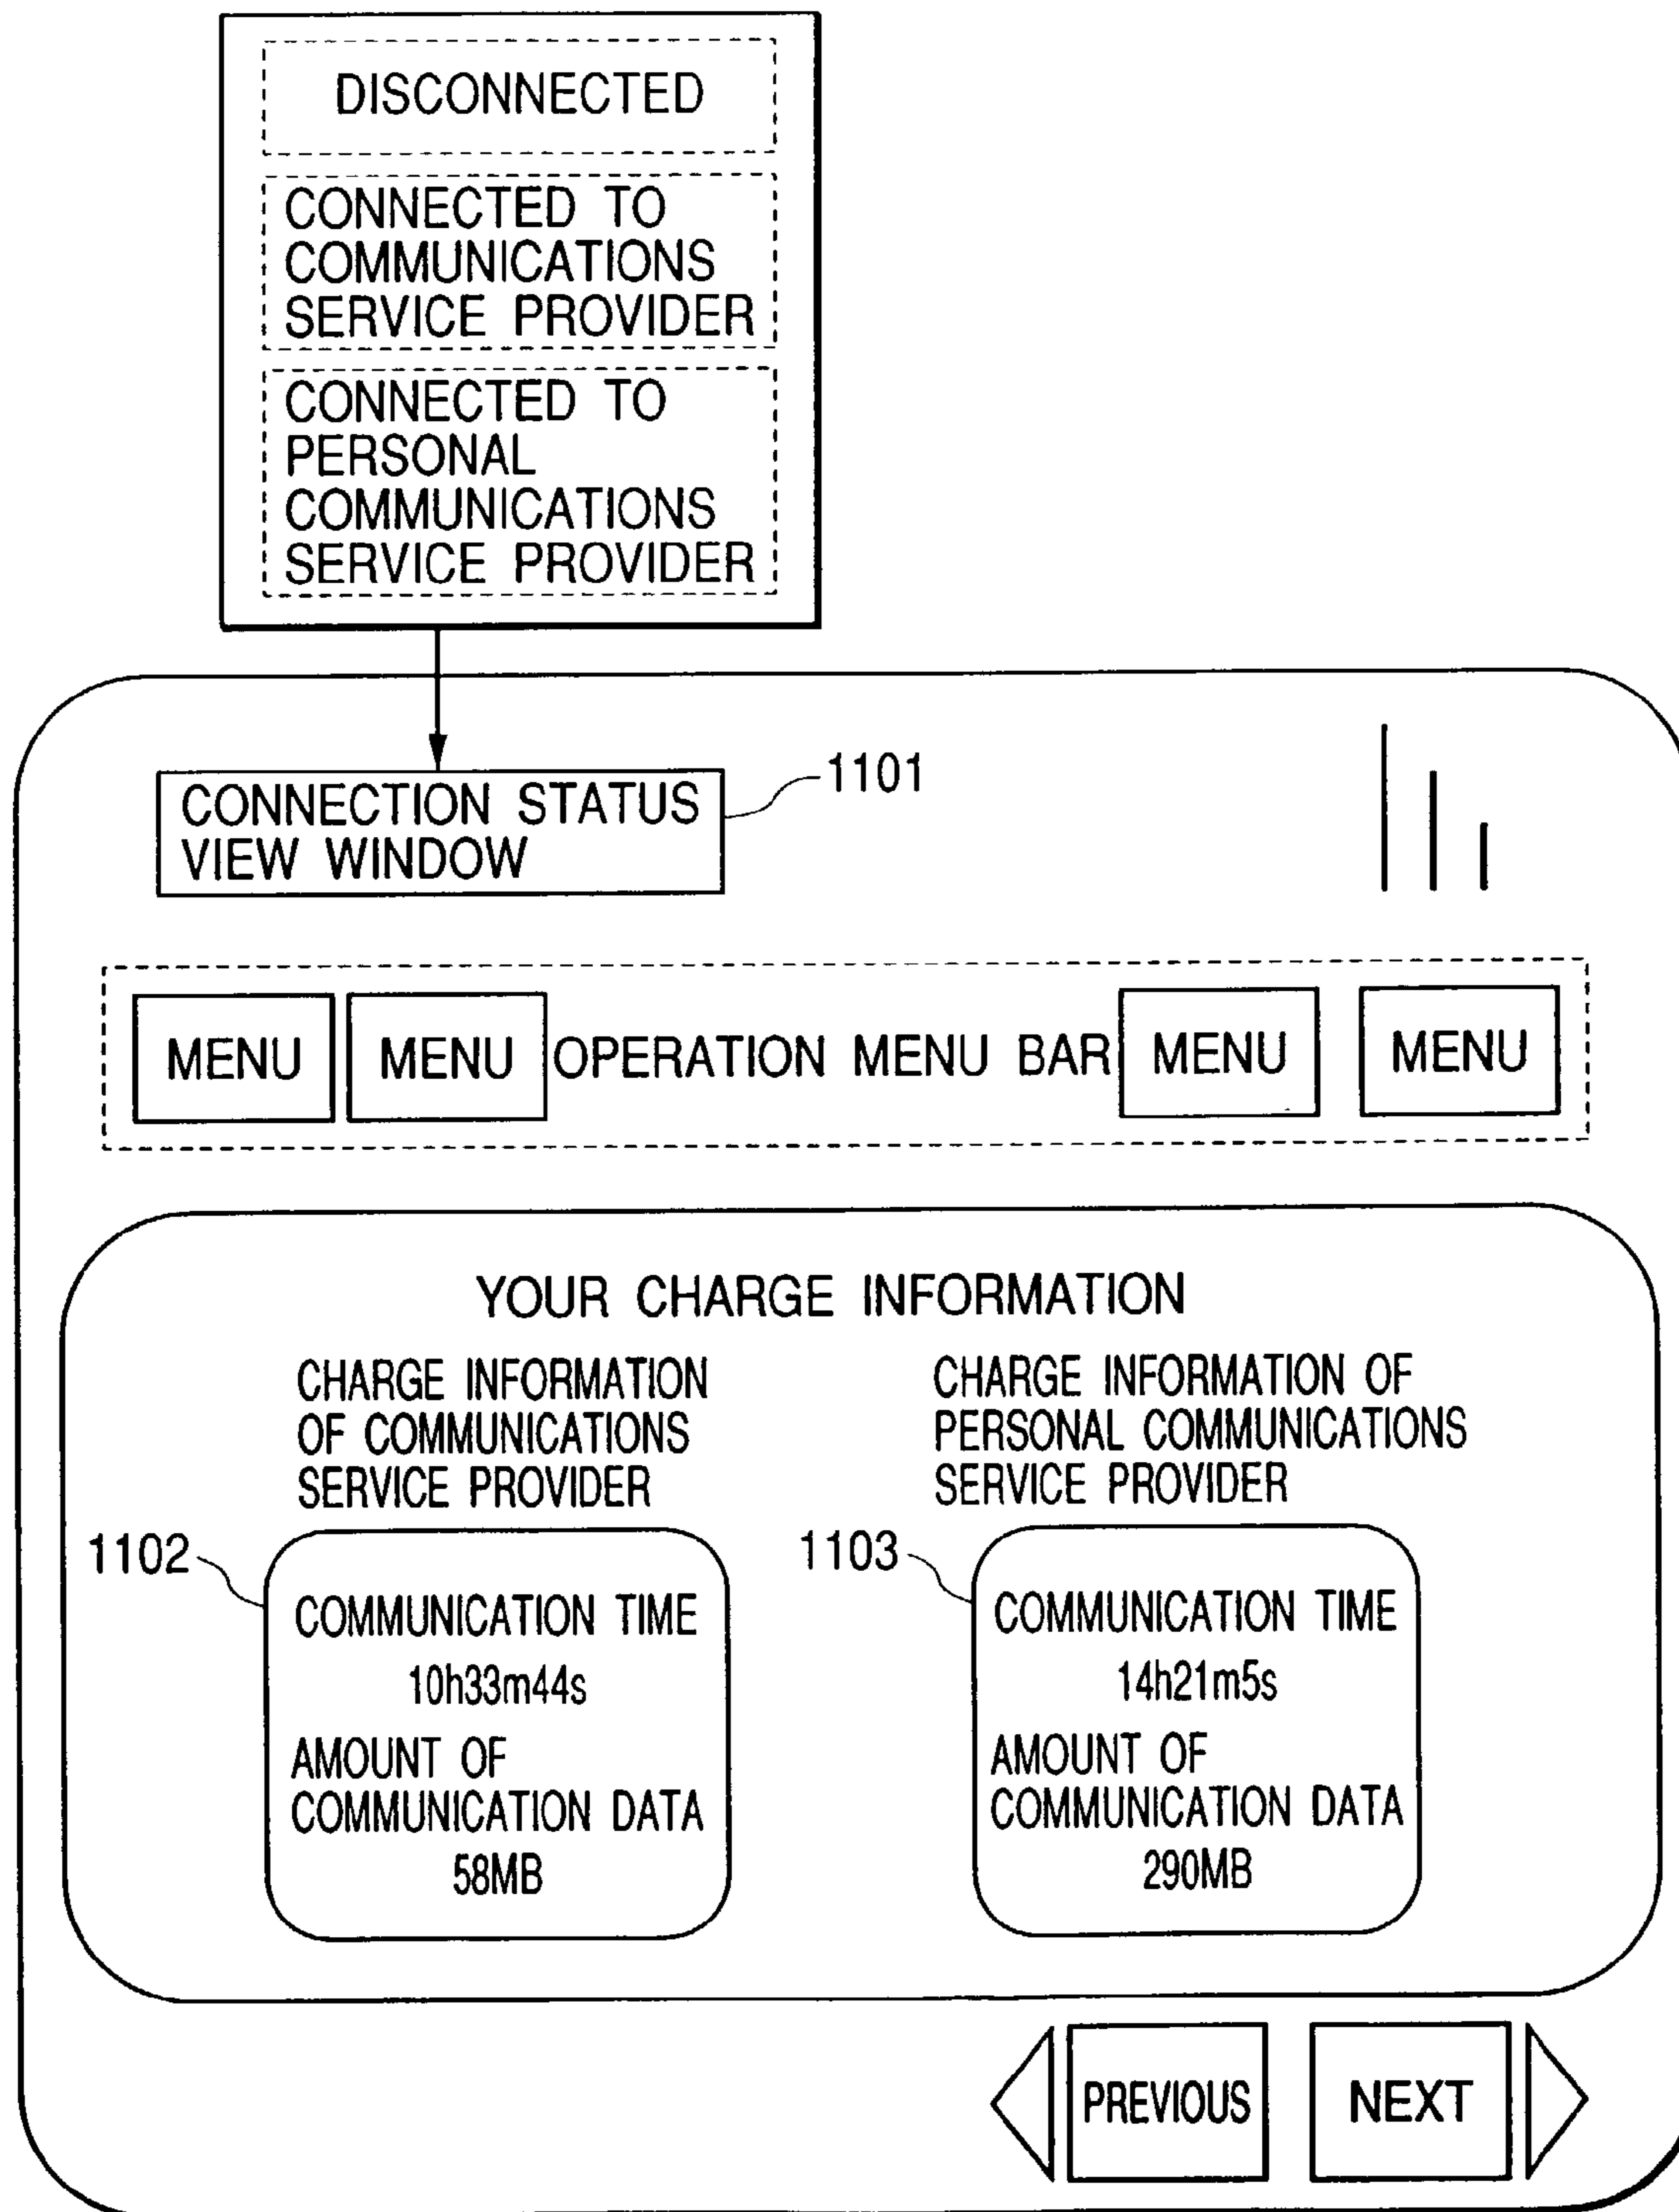 DISCONNECTED
CONNECTED TO
COMMUNICATIONS
SERVICE PROVIDER
CONNECTED TO
PERSONAL
COMMUNICATIONS
SERVICE PROVIDER
CONNECTION STATUS
VIEW WINDOW
1101
MENU MENU OPERATION MENU BAR MENU MENU
YOUR CHARGE INFORMATION
CHARGE INFORMATION
OF COMMUNICATIONS
SERVICE PROVIDER
1102
COMMUNICATION TIME
10h33m44s
AMOUNT OF
COMMUNICATION DATA
58MB
CHARGE INFORMATION OF
PERSONAL COMMUNICATIONS
SERVICE PROVIDER
1103
COMMUNICATION TIME
14h21m5s
AMOUNT OF
COMMUNICATION DATA
290MB
PREVIOUS NEXT